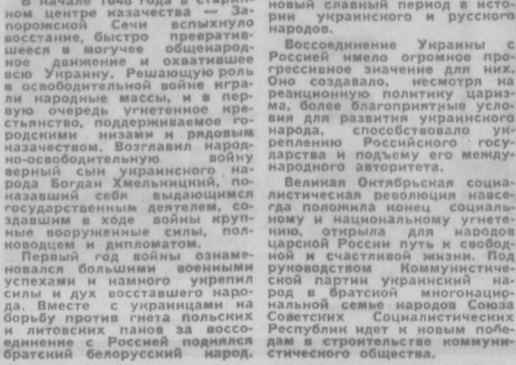 В начале 1648 года в старин-
ном центре казачества — За-
порожской Сечи вспыхнуло
восстание, быстро преврати-
вшееся в могучее общенарод-
ное движение и охватившее
всю Украину. Решающую роль
в освободительной войне игра-
ли народные массы, и в пер-
вую очередь угнетенное кре-
стьянство, поддерживаемое го-
родскими низами и рядовым
казачеством. Возглавил народ-
но-освободительную войну
верный сын украинского на-
рода Богдан Хмельницкий, по-
казавший себя выдающимся
государственным деятелем, со-
здавшим в ходе войны круп-
ные вооруженные силы, пол-
ководцем и дипломатом.
Первый год войны ознаме-
новался большими военными
успехами и намного укрепил
силы и дух восставшего наро-
да. Вместе с украинцами на
борьбу против гнета польских
и литовских панов за воссо-
единение с Россией поднялся
братский белорусский народ.
новый славный период в исто-
рии украинского и русского
народов.
Воссоединение Украины с
Россией имело огромное про-
грессивное значение для них.
Оно создавало, несмотря на
реакционную политику цариз-
ма, более благоприятные усло-
вия для развития украинского
народа, способствовало ук-
реплению Российского госу-
дарства и подъему его между-
народного авторитета.
Великая Октябрьская социа-
листическая революция навсе-
гда положила конец социаль-
ному и национальному угнете-
нию, открыла для народов
царской России путь к свобод-
ной и счастливой жизни. Под
руководством Коммунистиче-
ской партии украинский на-
род в братской многонацио-
нальной семье народов Союза
Советских Социалистических
Республик идет к новым побе-
дам в строительстве коммуни-
стического общества.